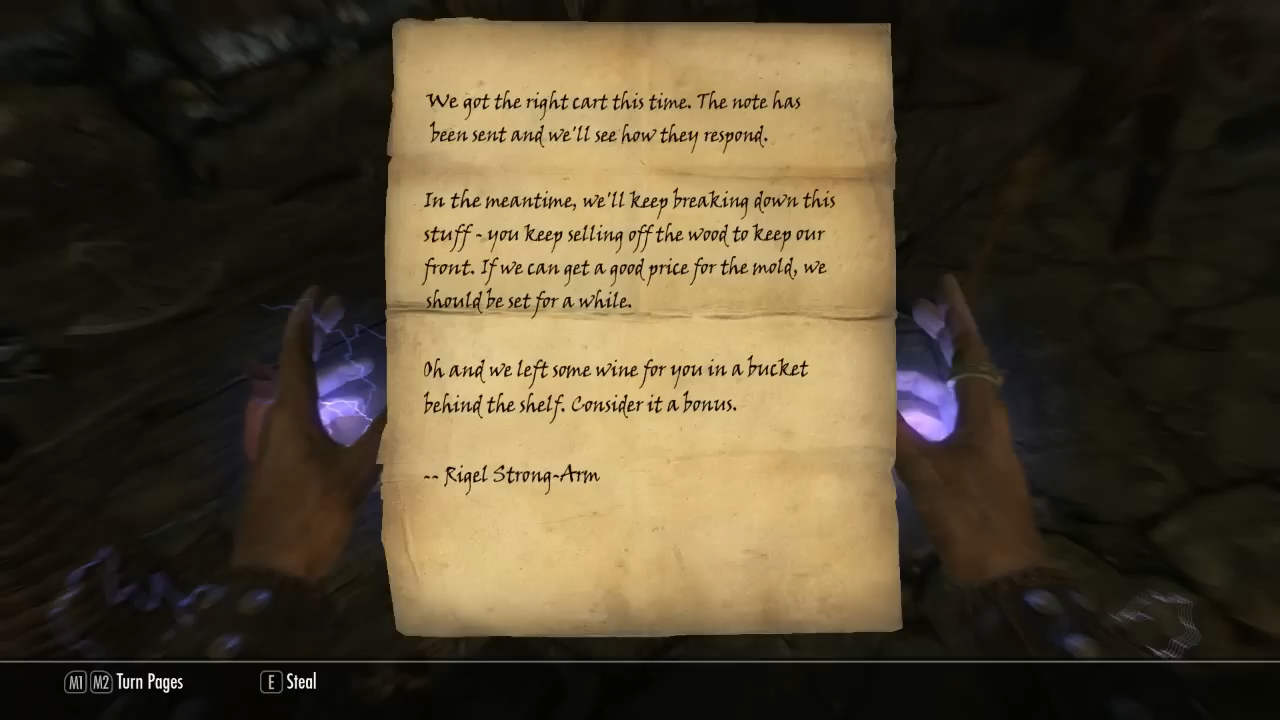 We got the right cart this time. The note has
been sent and we'll see how they respond.
In the meantime, we'll keep breaking down this
stuff - you keep selling off the wood to keep our
front. If we can get a good price for the mold, we
should be set for a while.
Oh and we left some wine for you in a bucket
behind the shelf. Consider it a bonus.
-- Rigel Strong-Arm
M1 M2 Turn Pages E Steal